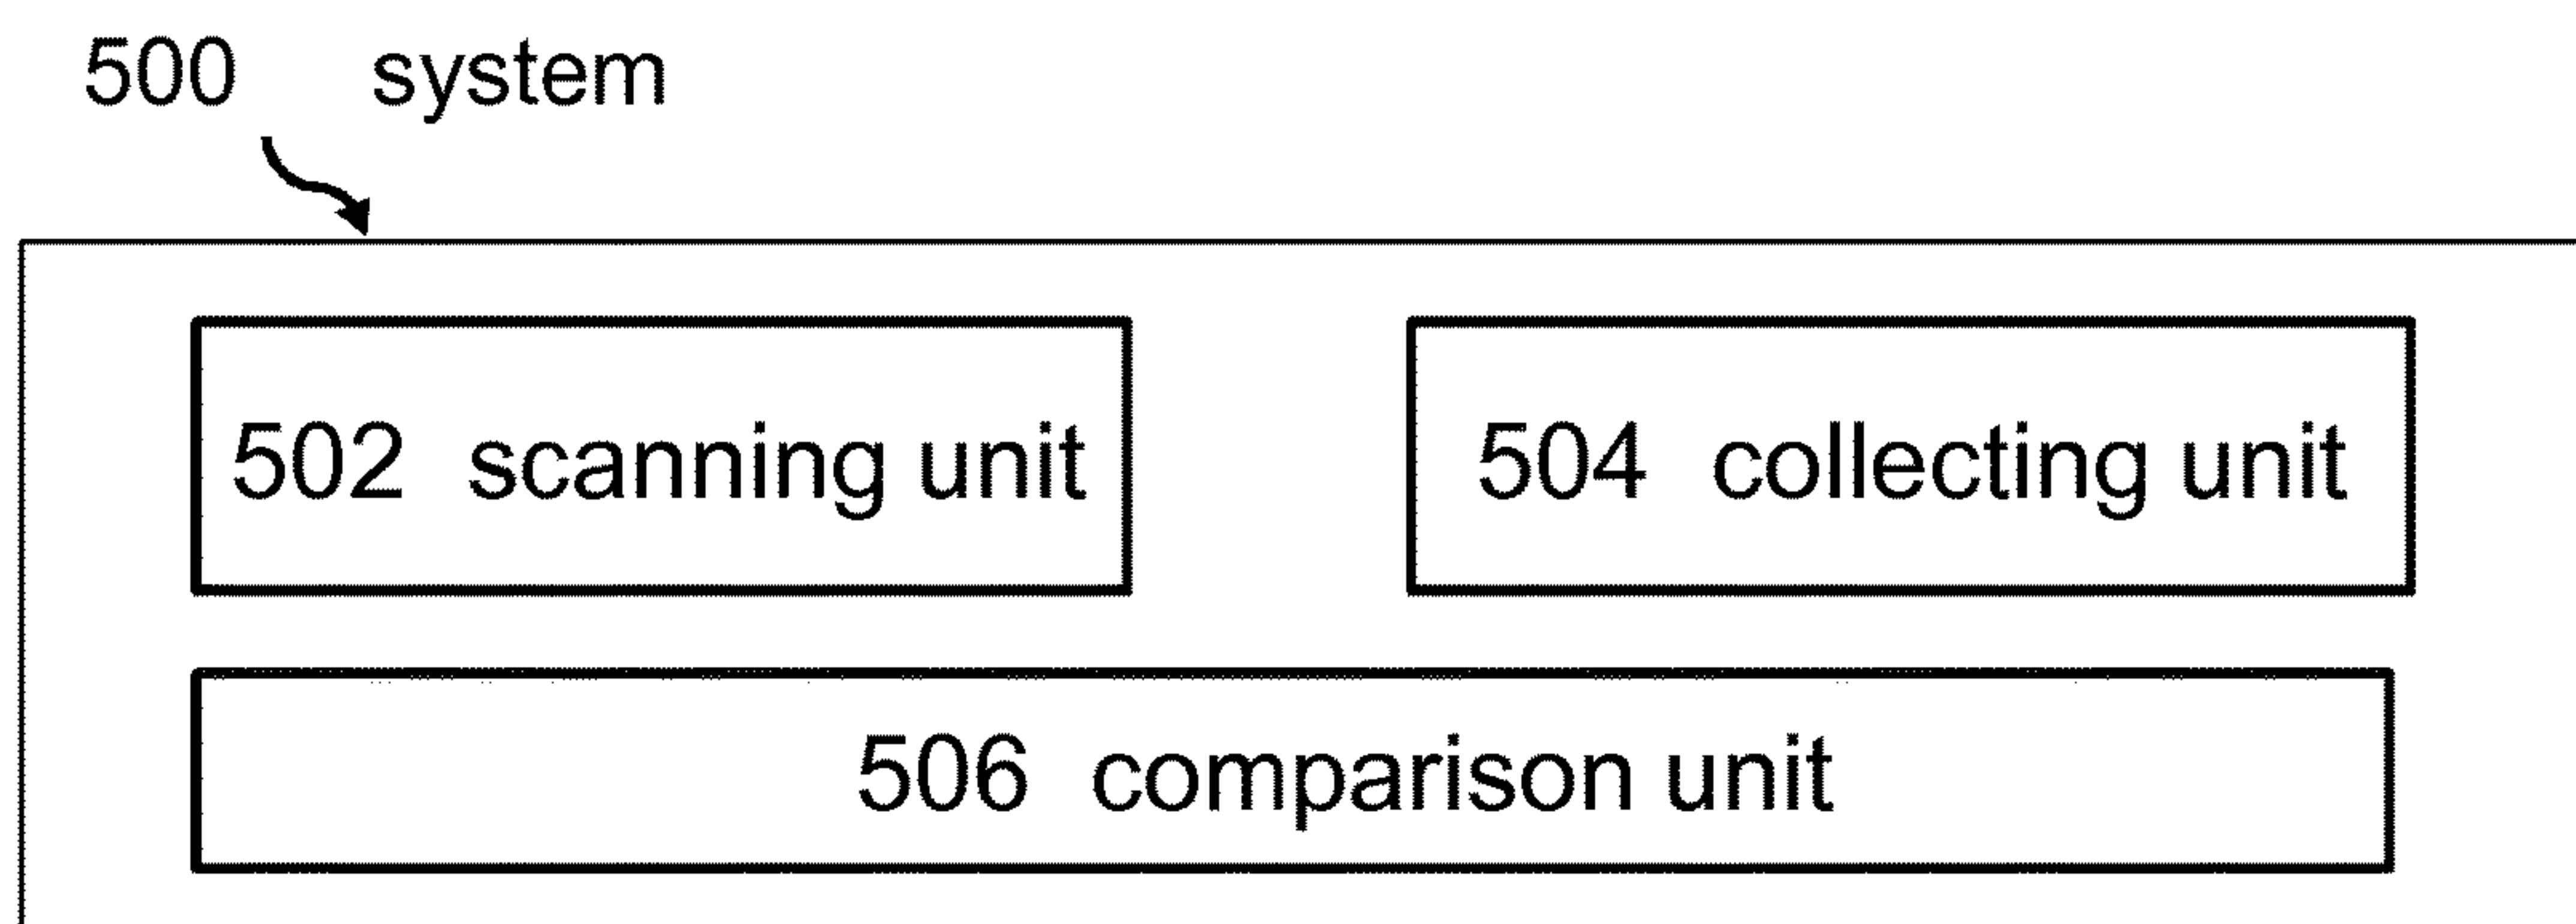 500 system
502 scanning unit
504 collecting unit
506 comparison unit